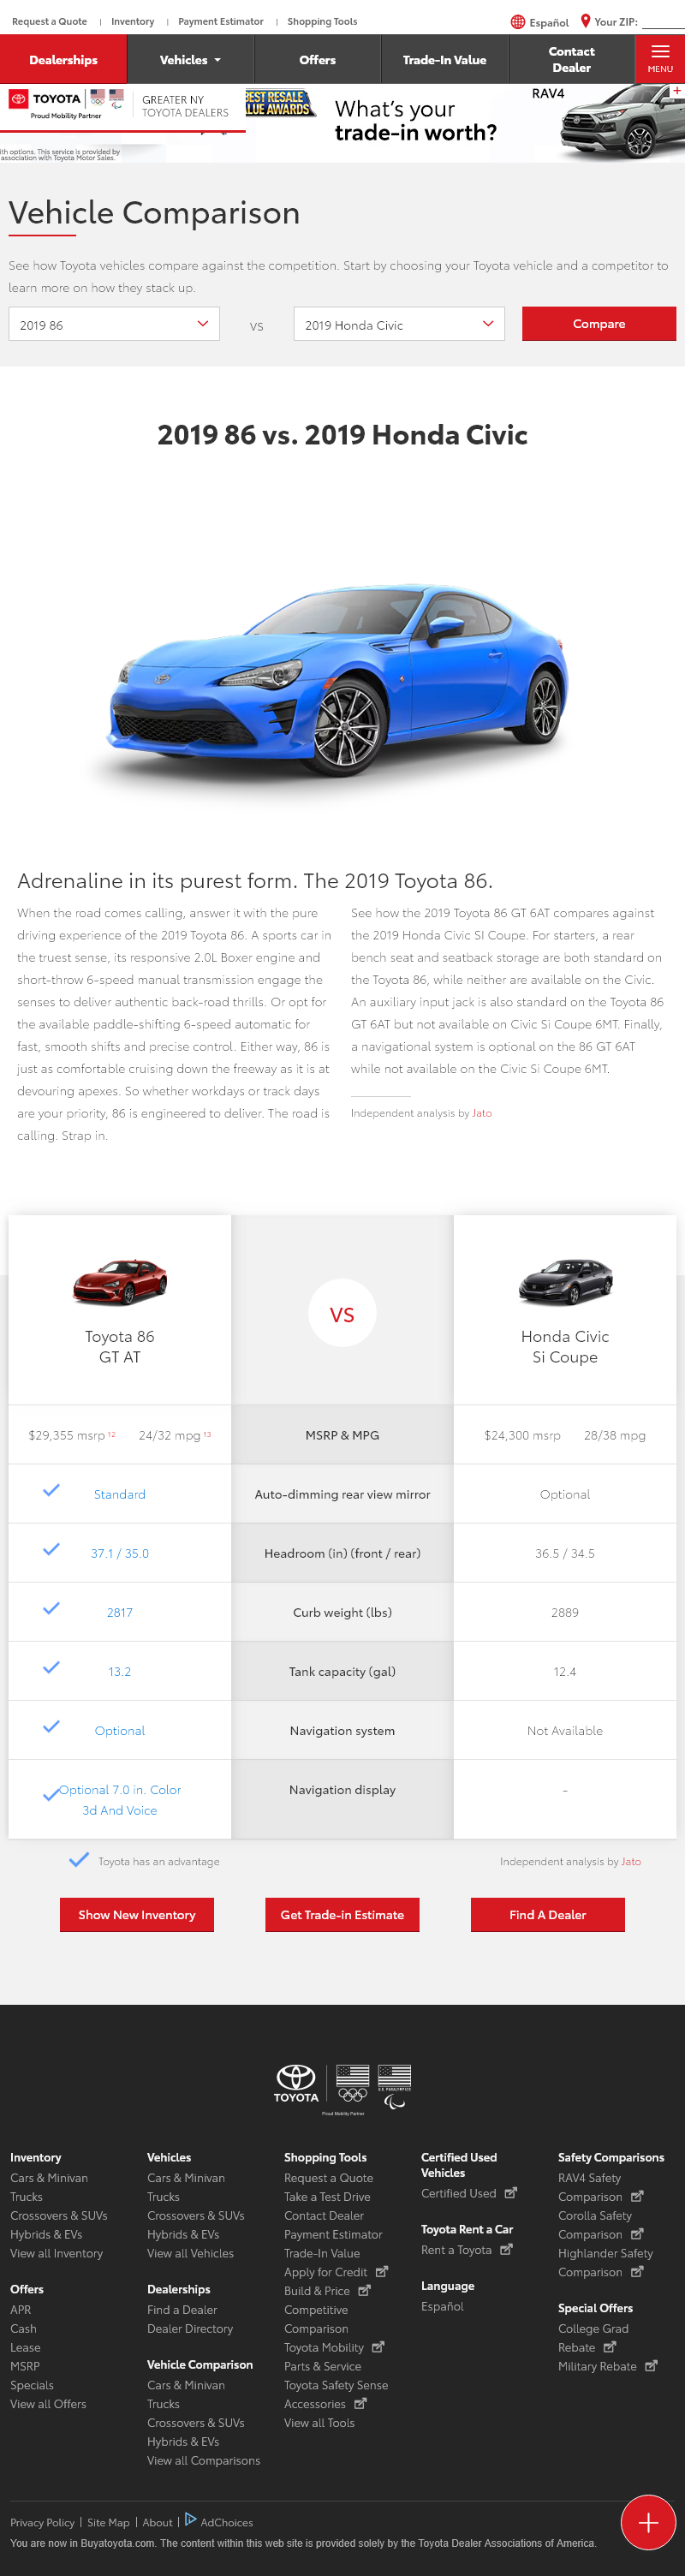 Request a Quote | Inventory | Payment Estimator | Shopping Tools
Español Your ZIP:
Dealerships Vehicles Offers Trade-In Value Contact Dealer MENU
TOYOTA
Proud Mobility Partner
GREATER NY
TOYOTA DEALERS
BEST RESALE
VALUE AWARDS
What's your
trade-in worth?
RAV4
+
ith options. This service is provided by
association with Toyota Motor Sales.
Vehicle Comparison
See how Toyota vehicles compare against the competition. Start by choosing your Toyota vehicle and a competitor to
learn more on how they stack up.
2019 86 VS 2019 Honda Civic Compare
2019 86 vs. 2019 Honda Civic
Adrenaline in its purest form. The 2019 Toyota 86.
When the road comes calling, answer it with the pure
driving experience of the 2019 Toyota 86. A sports car in
the truest sense, its responsive 2.0L Boxer engine and
short-throw 6-speed manual transmission engage the
senses to deliver authentic back-road thrills. Or opt for
the available paddle-shifting 6-speed automatic for
fast, smooth shifts and precise control. Either way, 86 is
just as comfortable cruising down the freeway as it is at
devouring apexes. So whether workdays or track days
are your priority, 86 is engineered to deliver. The road is
calling. Strap in.
See how the 2019 Toyota 86 GT 6AT compares against
the 2019 Honda Civic SI Coupe. For starters, a rear
bench seat and seatback storage are both standard on
the Toyota 86, while neither are available on the Civic.
An auxiliary input jack is also standard on the Toyota 86
GT 6AT but not available on Civic Si Coupe 6MT. Finally,
a navigational system is optional on the 86 GT 6AT
while not available on the Civic Si Coupe 6MT.
Independent analysis by Jato
Toyota 86
GT AT
VS
Honda Civic
Si Coupe
$29,355 msrp 12 24/32 mpg 13 MSRP & MPG $24,300 msrp 28/38 mpg
Standard Auto-dimming rear view mirror Optional
37.1 / 35.0 Headroom (in) (front / rear) 36.5 / 34.5
2817 Curb weight (lbs) 2889
13.2 Tank capacity (gal) 12.4
Optional Navigation system Not Available
Optional 7.0 in. Color
3d And Voice
Navigation display -
Toyota has an advantage Independent analysis by Jato
Show New Inventory Get Trade-in Estimate Find A Dealer
TOYOTA
U.S. PARALYMPICS
Proud Mobility Partner
Inventory
Cars & Minivan
Trucks
Crossovers & SUVs
Hybrids & EVs
View all Inventory
Offers
APR
Cash
Lease
MSRP
Specials
View all Offers
Vehicles
Cars & Minivan
Trucks
Crossovers & SUVs
Hybrids & EVs
View all Vehicles
Dealerships
Find a Dealer
Dealer Directory
Vehicle Comparison
Cars & Minivan
Trucks
Crossovers & SUVs
Hybrids & EVs
View all Comparisons
Shopping Tools
Request a Quote
Take a Test Drive
Contact Dealer
Payment Estimator
Trade-In Value
Apply for Credit
Build & Price
Competitive
Comparison
Toyota Mobility
Parts & Service
Toyota Safety Sense
Accessories
View all Tools
Certified Used
Vehicles
Certified Used
Toyota Rent a Car
Rent a Toyota
Language
Español
Safety Comparisons
RAV4 Safety
Comparison
Corolla Safety
Comparison
Highlander Safety
Comparison
Special Offers
College Grad
Rebate
Military Rebate
Privacy Policy | Site Map | About | AdChoices
You are now in Buyatoyota.com. The content within this web site is provided solely by the Toyota Dealer Associations of America.